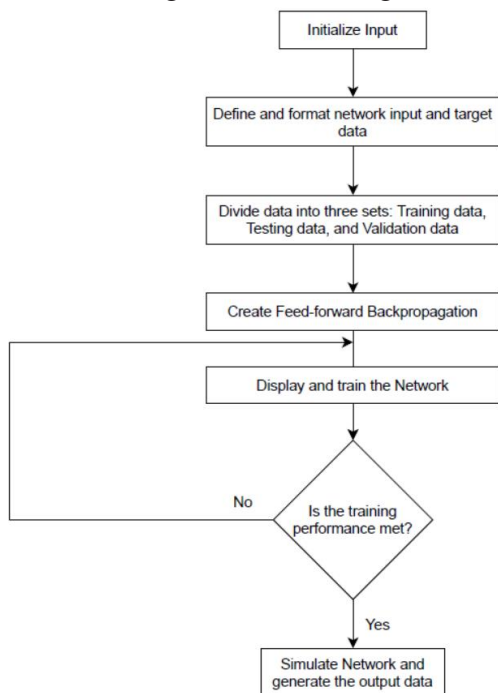 Initialize Input
Define and format network input and target
data
Divide data into three sets: Training data,
Testing data, and Validation data
Create Feed-forward Backpropagation
Display and train the Network
No
Is the training
performance met?
Yes
Simulate Network and
generate the output data